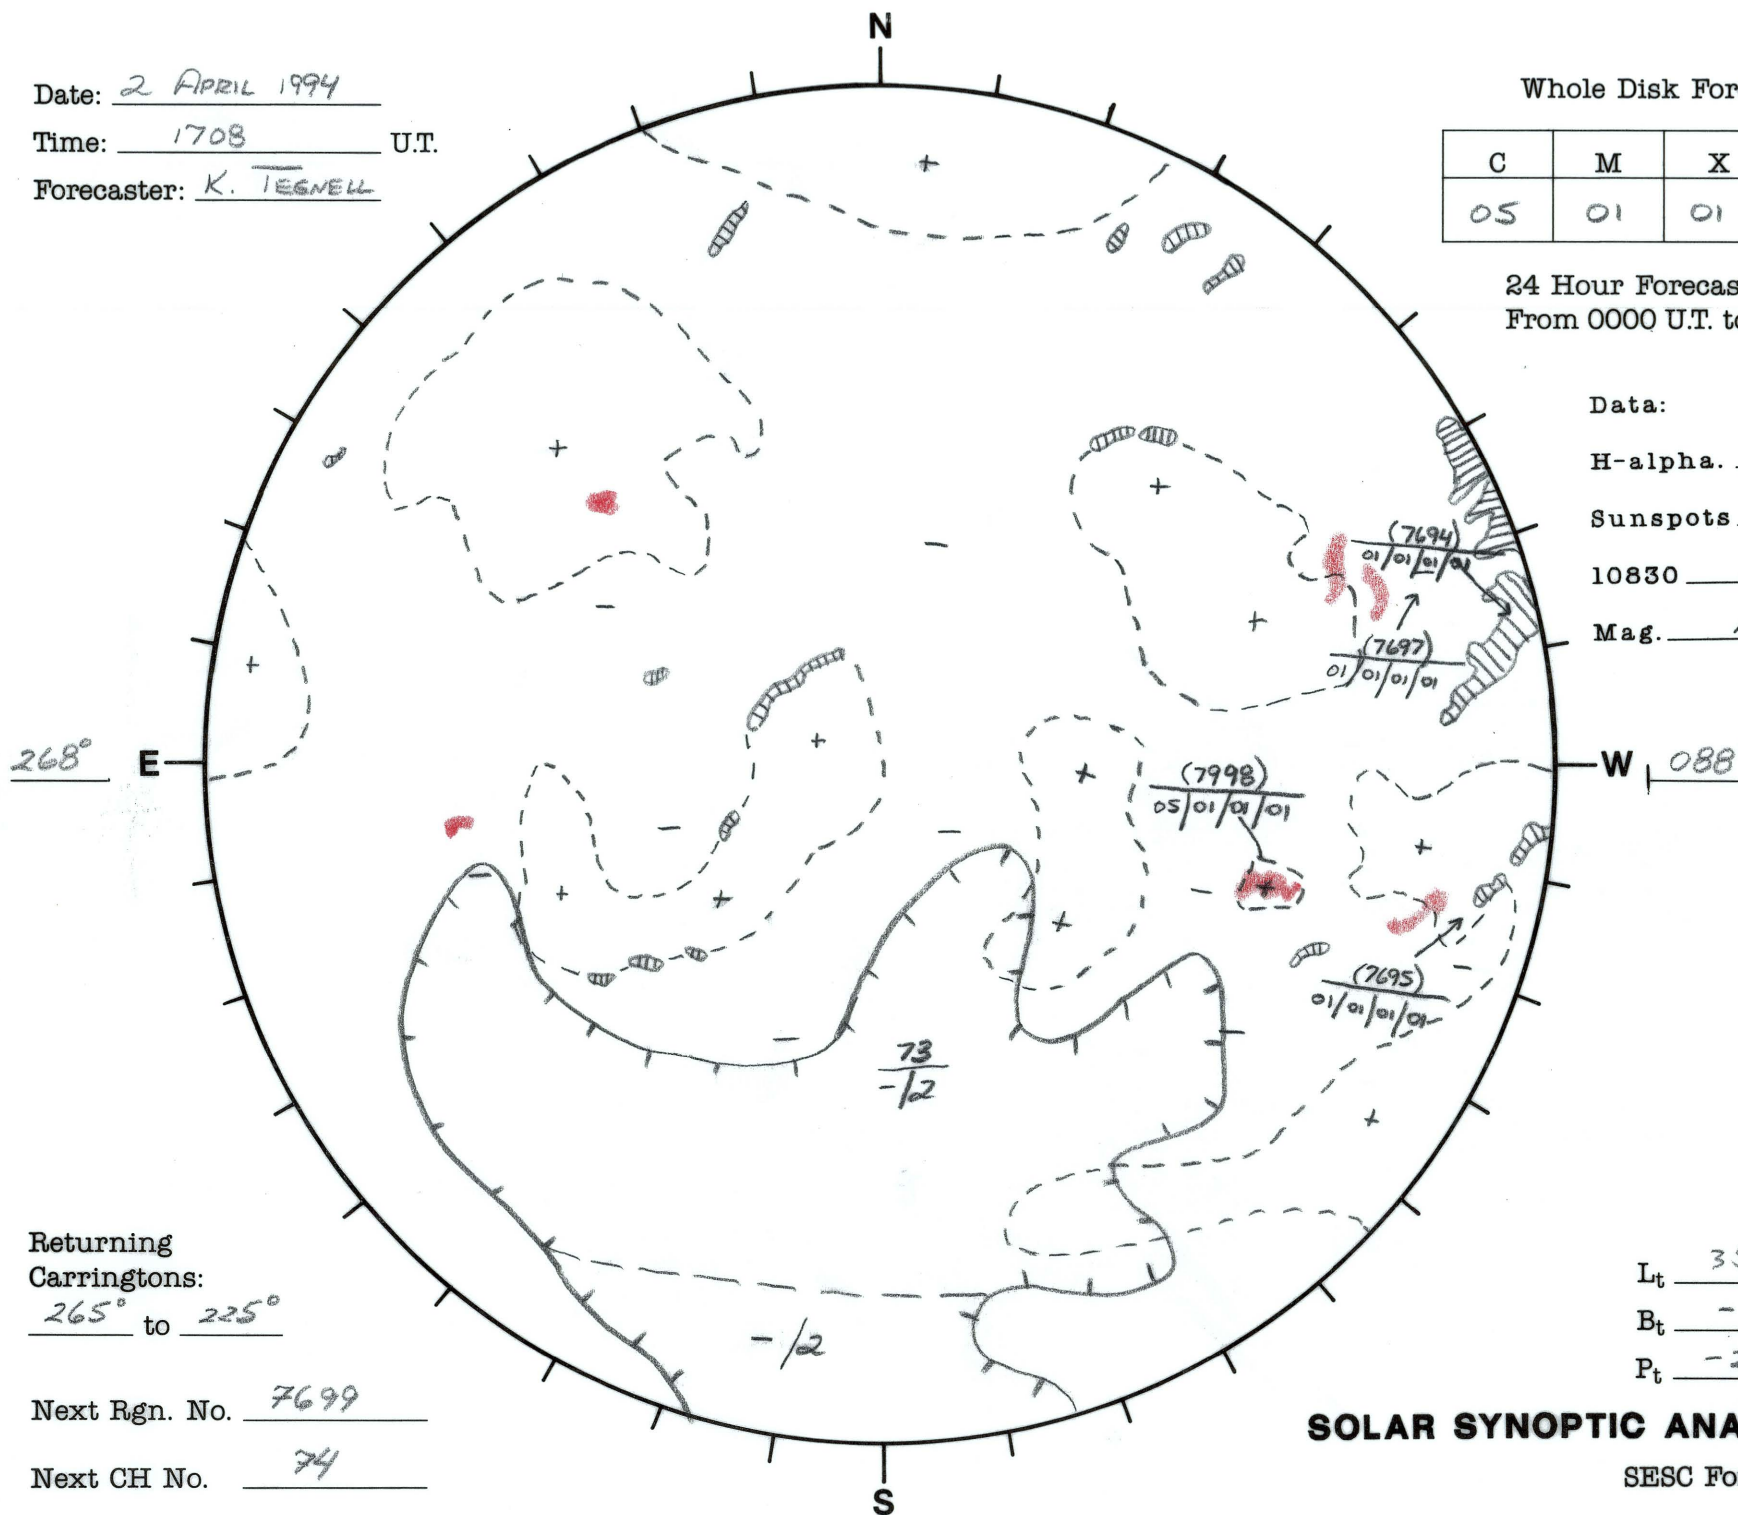 N
Date: 2 APRIL 1994
Time: 1708 U.T.
Forecaster: K. TEGNELL
Whole Disk For
C M X
05 01 01
24 Hour Forecas
From 0000 U.T. to
Data:
H-alpha.
Sunspots
10830
Mag.
(7694)
01/01/01/01
(7697)
01/01/01/01
268° E
W 088
(7998)
05/01/01/01
(7695)
01/01/01/01
73
-/2
-/2
Returning
Carringtons:
265° to 225°
Next Rgn. No. 7699
Next CH No. 74
Lt
Bt -
Pt
S
SOLAR SYNOPTIC ANA
SESC Fo